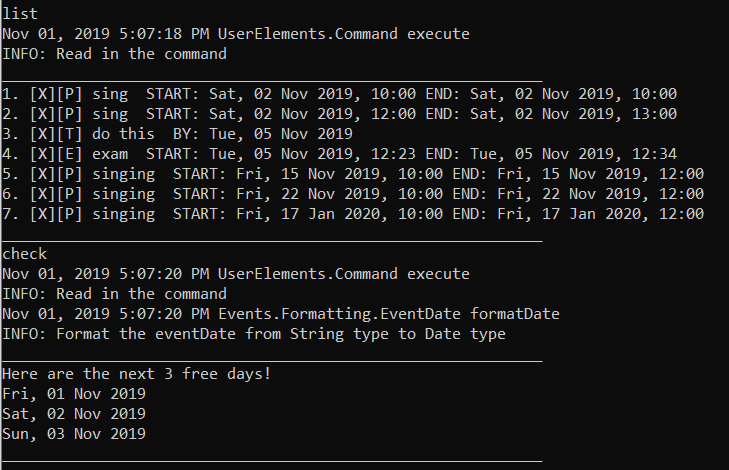 list
Nov 01, 2019 5:07:18 PM UserElements.Command execute
INFO: Read in the command
____________________________________________________________
1. [X][P] sing  START: Sat, 02 Nov 2019, 10:00 END: Sat, 02 Nov 2019, 10:00
2. [X][P] sing  START: Sat, 02 Nov 2019, 12:00 END: Sat, 02 Nov 2019, 13:00
3. [X][T] do this  BY: Tue, 05 Nov 2019
4. [X][E] exam  START: Tue, 05 Nov 2019, 12:23 END: Tue, 05 Nov 2019, 12:34
5. [X][P] singing  START: Fri, 15 Nov 2019, 10:00 END: Fri, 15 Nov 2019, 12:00
6. [X][P] singing  START: Fri, 22 Nov 2019, 10:00 END: Fri, 22 Nov 2019, 12:00
7. [X][P] singing  START: Fri, 17 Jan 2020, 10:00 END: Fri, 17 Jan 2020, 12:00
____________________________________________________________
check
Nov 01, 2019 5:07:20 PM UserElements.Command execute
INFO: Read in the command
Nov 01, 2019 5:07:20 PM Events.Formatting.EventDate formatDate
INFO: Format the eventDate from String type to Date type
____________________________________________________________
Here are the next 3 free days!
Fri, 01 Nov 2019
Sat, 02 Nov 2019
Sun, 03 Nov 2019
____________________________________________________________